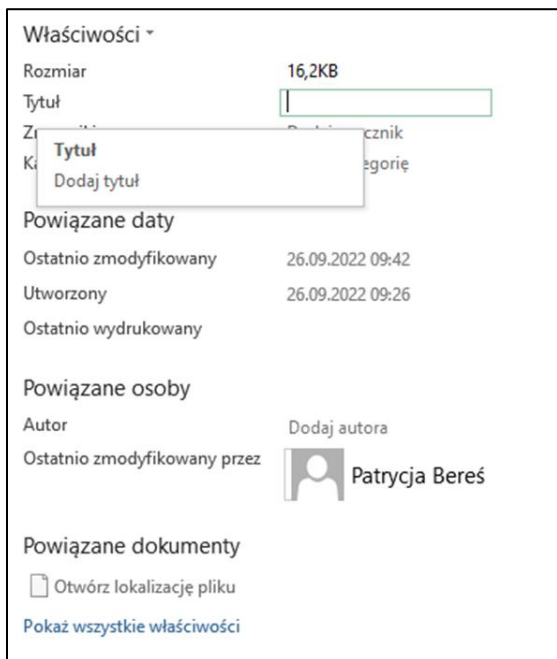 Właściwości
Rozmiar 16,2KB
Tytuł
Tytuł
Dodaj tytuł
egorię
Powiązane daty
Ostatnio zmodyfikowany 26.09.2022 09:42
Utworzony 26.09.2022 09:26
Ostatnio wydrukowany
Powiązane osoby
Autor Dodaj autora
Ostatnio zmodyfikowany przez Patrycja Bereś
Powiązane dokumenty
Otwórz lokalizację pliku
Pokaż wszystkie właściwości